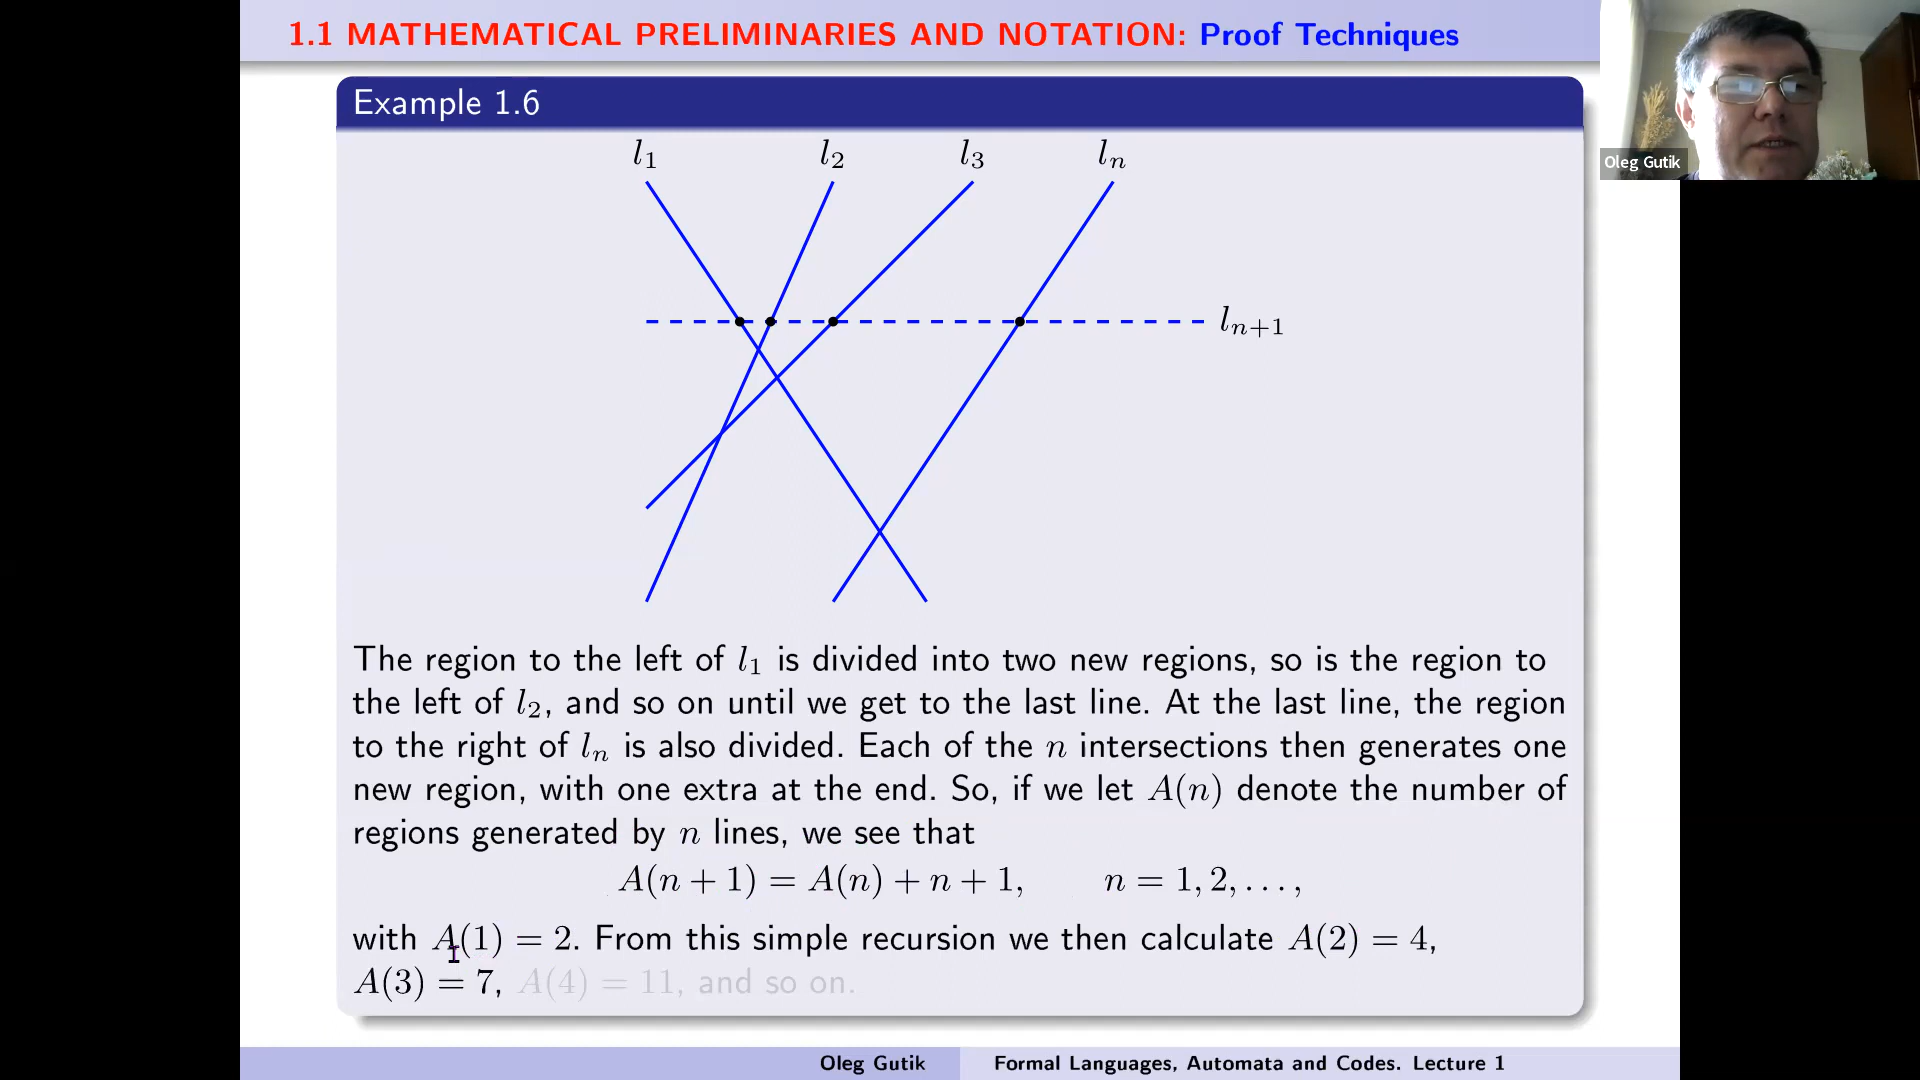 1.1 MATHEMATICAL PRELIMINARIES AND NOTATION: Proof Techniques
Oleg Gutik
Example 1.6
l₁ l₂ l₃ lₙ
lₙ₊₁
The region to the left of l₁ is divided into two new regions, so is the region to
the left of l₂, and so on until we get to the last line. At the last line, the region
to the right of lₙ is also divided. Each of the n intersections then generates one
new region, with one extra at the end. So, if we let A(n) denote the number of
regions generated by n lines, we see that
A(n + 1) = A(n) + n + 1, n = 1, 2, . . . ,
with A(1) = 2. From this simple recursion we then calculate A(2) = 4,
A(3) = 7, A(4) = 11, and so on.
Oleg Gutik Formal Languages, Automata and Codes. Lecture 1